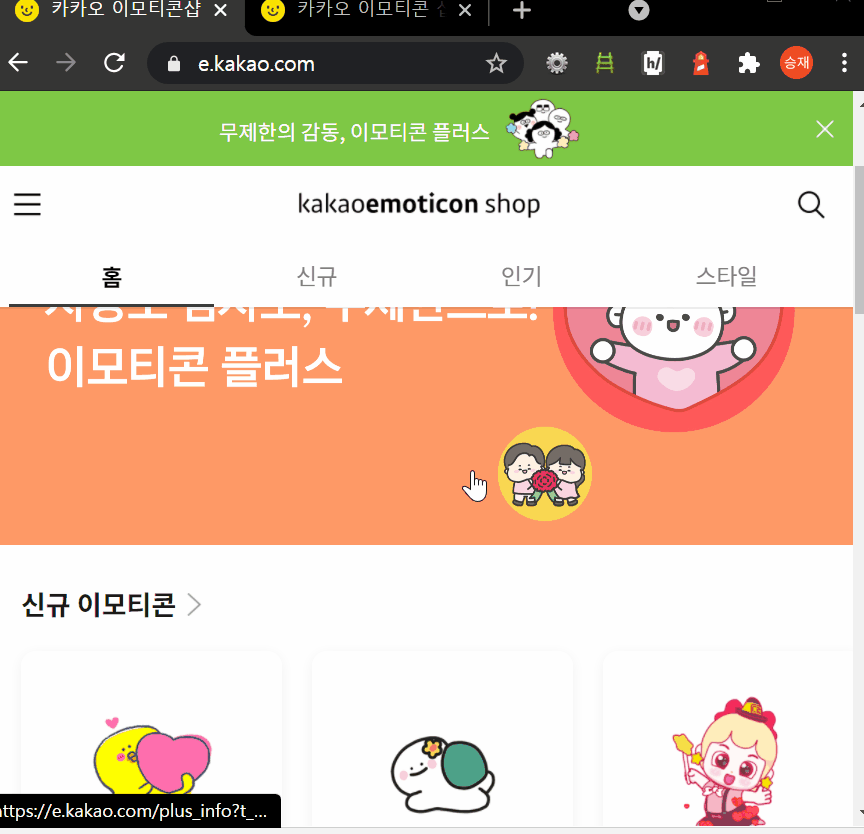 카카오 이모티콘샵
카카오 이모티콘
e.kakao.com
h/
승재
무제한의 감동, 이모티콘 플러스
kakaoemoticon shop
홈
신규
인기
스타일
이모티콘 플러스
신규 이모티콘
https://e.kakao.com/plus_info?t_...